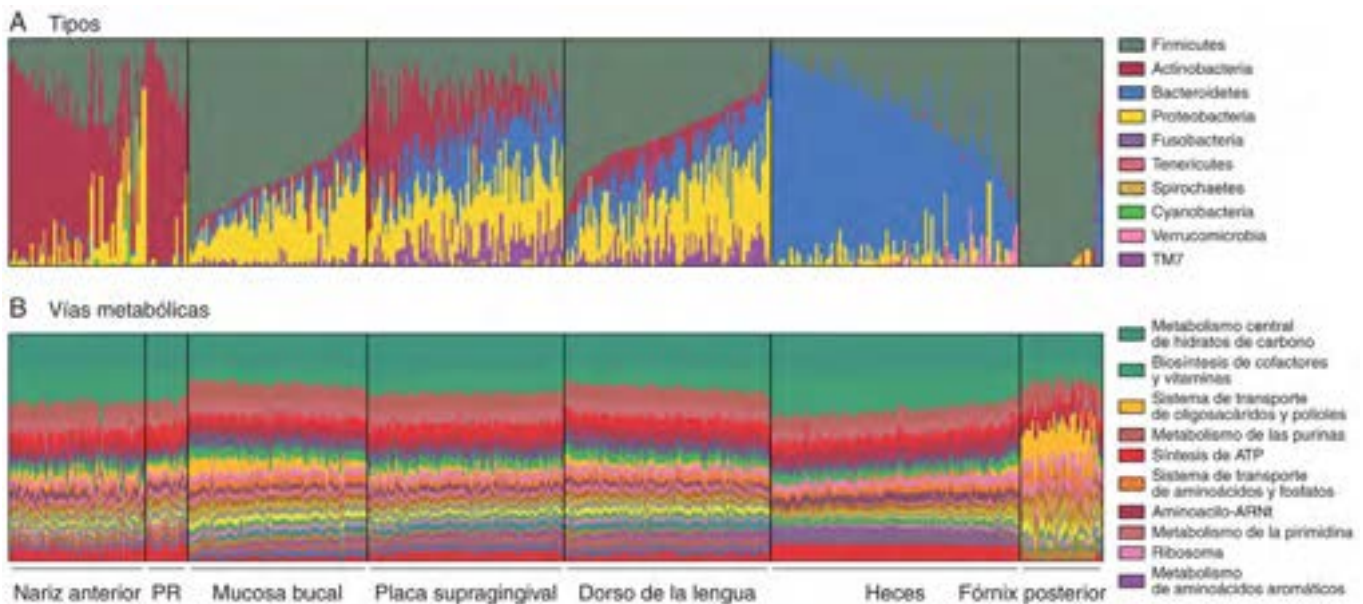 A Tipos
Firmicutes
Actinobacteria
Bacteroidetes
Proteobacteria
Fusobacteria
Tenericutes
Spirochaetes
Cyanobacteria
Verrucomicrobia
TM7
B Vías metabólicas
Metabolismo central
de hidratos de carbono
Biosíntesis de cofactores
y vitaminas
Sistema de transporte
de oligosacáridos y polioles
Metabolismo de las purinas
Síntesis de ATP
Sistema de transporte
de aminoácidos y fosfatos
Aminoacilo-ARNt
Metabolismo de la pirimidina
Ribosoma
Metabolismo
de aminoácidos aromáticos
Nariz anterior PR Mucosa bucal Placa supragingival Dorso de la lengua Heces Fórnix posterior